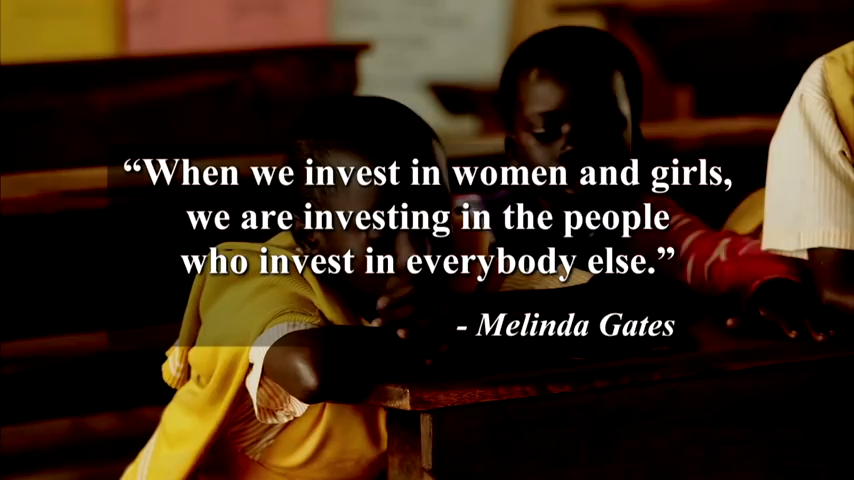 “When we invest in women and girls,
we are investing in the people
who invest in everybody else.”
- Melinda Gates